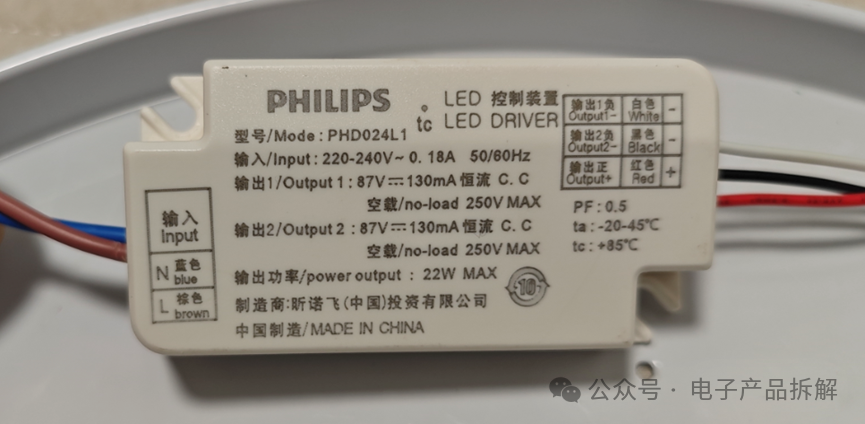 PHILIPS
LED 控制装置
tc LED DRIVER
型号/Mode : PHD024L1
输入/Input : 220-240V~ 0. 18A 50/60Hz
输出1/Output 1 : 87V⎓130mA 恒流 C. C
空载/no-load 250V MAX
输出2/Output 2 : 87V⎓130mA 恒流 C. C
空载/no-load 250V MAX
输出功率/power output : 22W MAX
制造商:昕诺飞(中国)投资有限公司
中国制造/MADE IN CHINA
输入
Input
N 蓝色
blue
L 棕色
brown
输出1负 白色 -
Output1- White
输出2负 黑色 -
Output2- Black
输出正 红色 +
Output+ Red
PF : 0.5
ta : -20-45℃
tc : +85℃
10
公众号 · 电子产品拆解